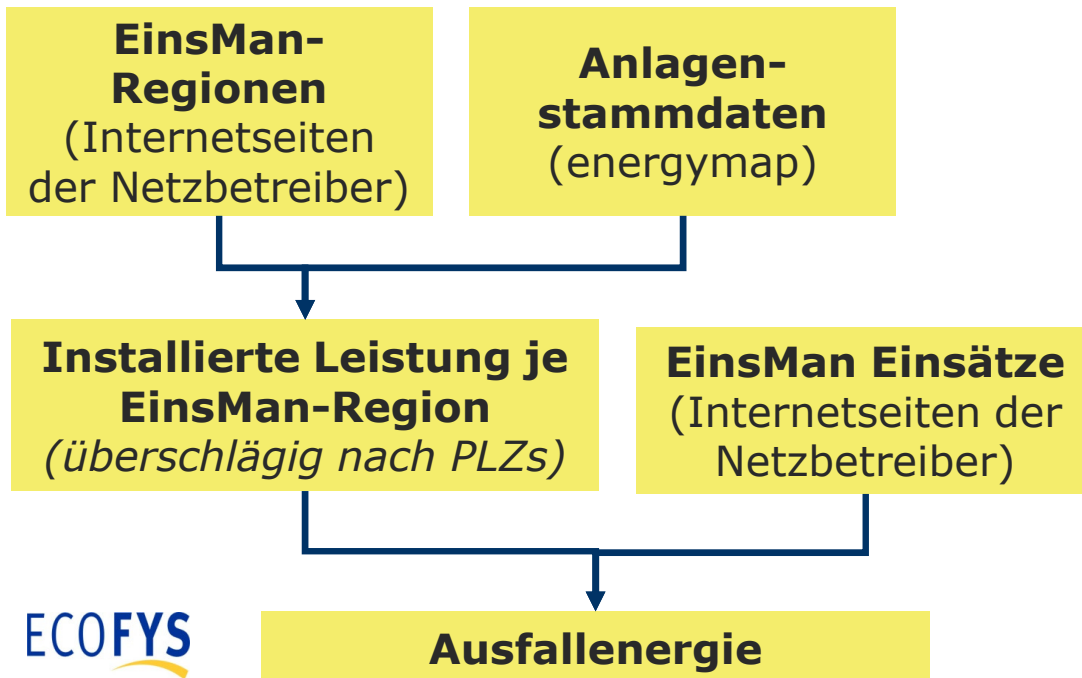 EinsMan-
Regionen
(Internetseiten
der Netzbetreiber)
Anlagen-
stammdaten
(energymap)
Installierte Leistung je
EinsMan-Region
(überschlägig nach PLZs)
EinsMan Einsätze
(Internetseiten der
Netzbetreiber)
ECOFYS
Ausfallenergie